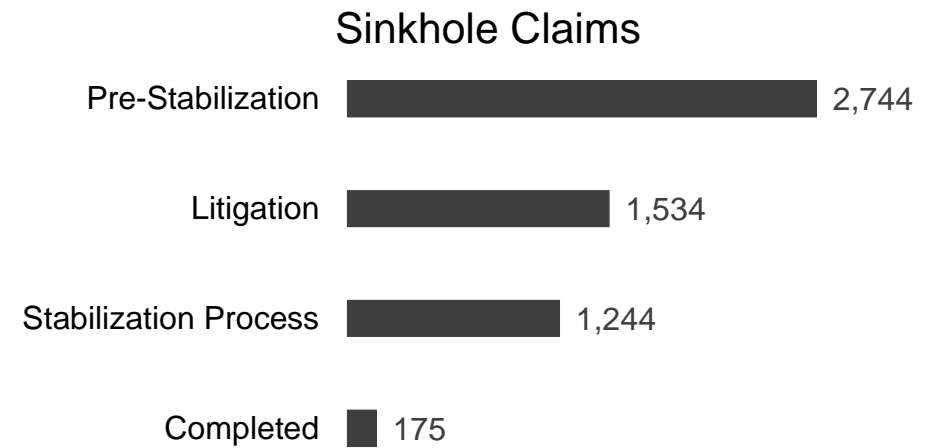 Sinkhole Claims
Pre-Stabilization 2,744
Litigation 1,534
Stabilization Process 1,244
Completed 175